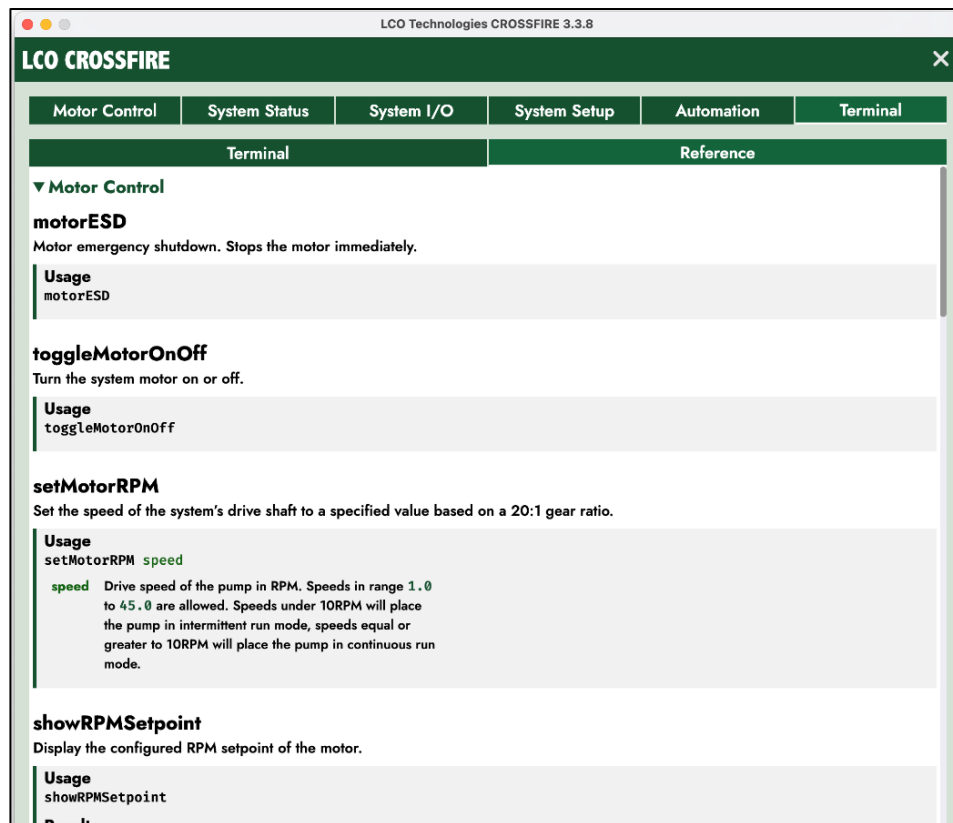 LCO Technologies CROSSFIRE 3.3.8
LCO CROSSFIRE
Motor Control
System Status
System I/O
System Setup
Automation
Terminal
Terminal
Reference
Motor Control
motorESD
Motor emergency shutdown. Stops the motor immediately.
Usage
motorESD
toggleMotorOnOff
Turn the system motor on or off.
Usage
toggleMotorOnOff
setMotorRPM
Set the speed of the system's drive shaft to a specified value based on a 20:1 gear ratio.
Usage
setMotorRPM speed
speed Drive speed of the pump in RPM. Speeds in range 1.0
to 45.0 are allowed. Speeds under 10RPM will place
the pump in intermittent run mode, speeds equal or
greater to 10RPM will place the pump in continuous run
mode.
showRPMSetpoint
Display the configured RPM setpoint of the motor.
Usage
showRPMSetpoint